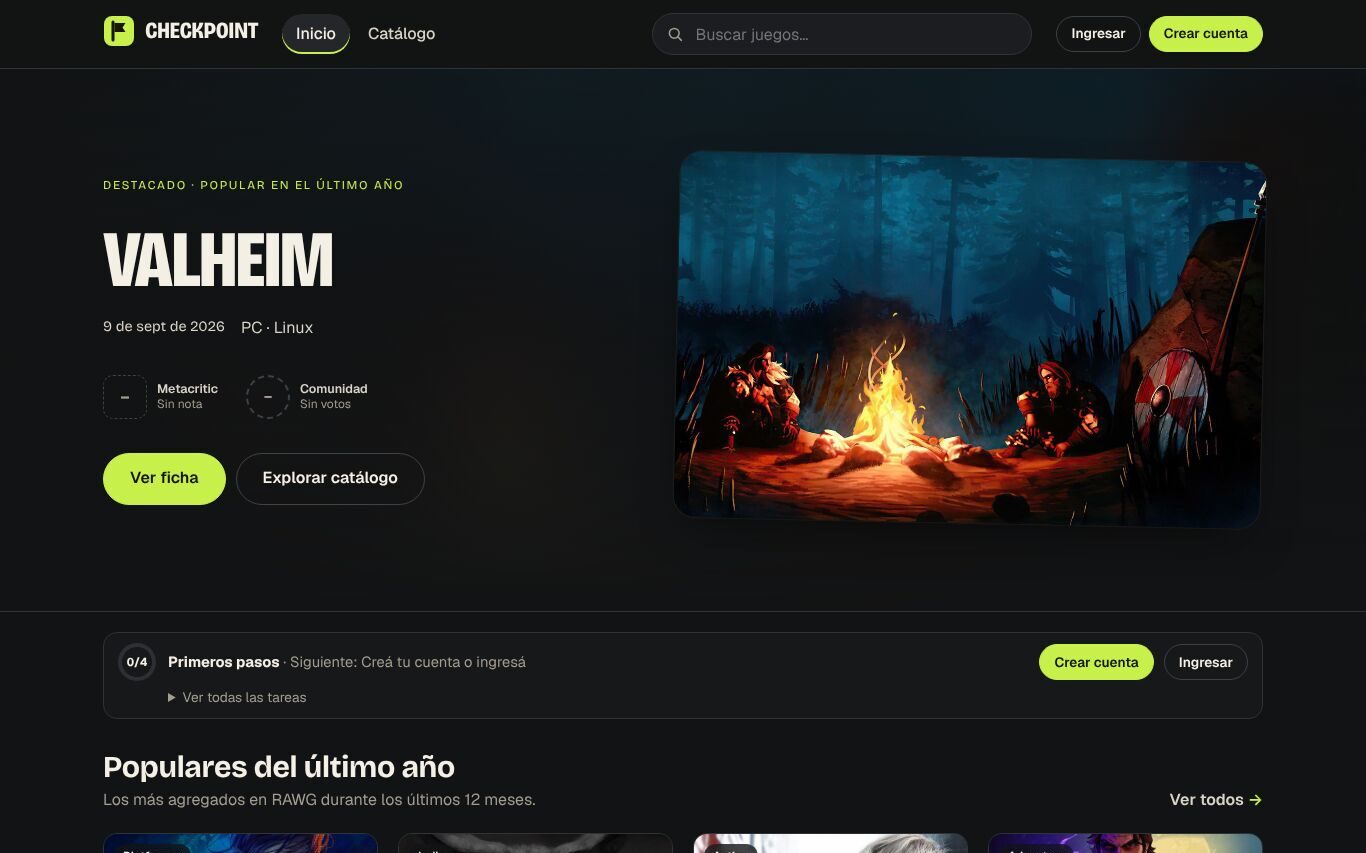 CHECKPOINT
Inicio
Catálogo
Buscar juegos...
Ingresar
Crear cuenta
DESTACADO · POPULAR EN EL ÚLTIMO AÑO
VALHEIM
9 de sept de 2026 PC · Linux
– Metacritic
Sin nota
– Comunidad
Sin votos
Ver ficha
Explorar catálogo
0/4 Primeros pasos · Siguiente: Creá tu cuenta o ingresá
Crear cuenta
Ingresar
▶ Ver todas las tareas
Populares del último año
Los más agregados en RAWG durante los últimos 12 meses.
Ver todos →